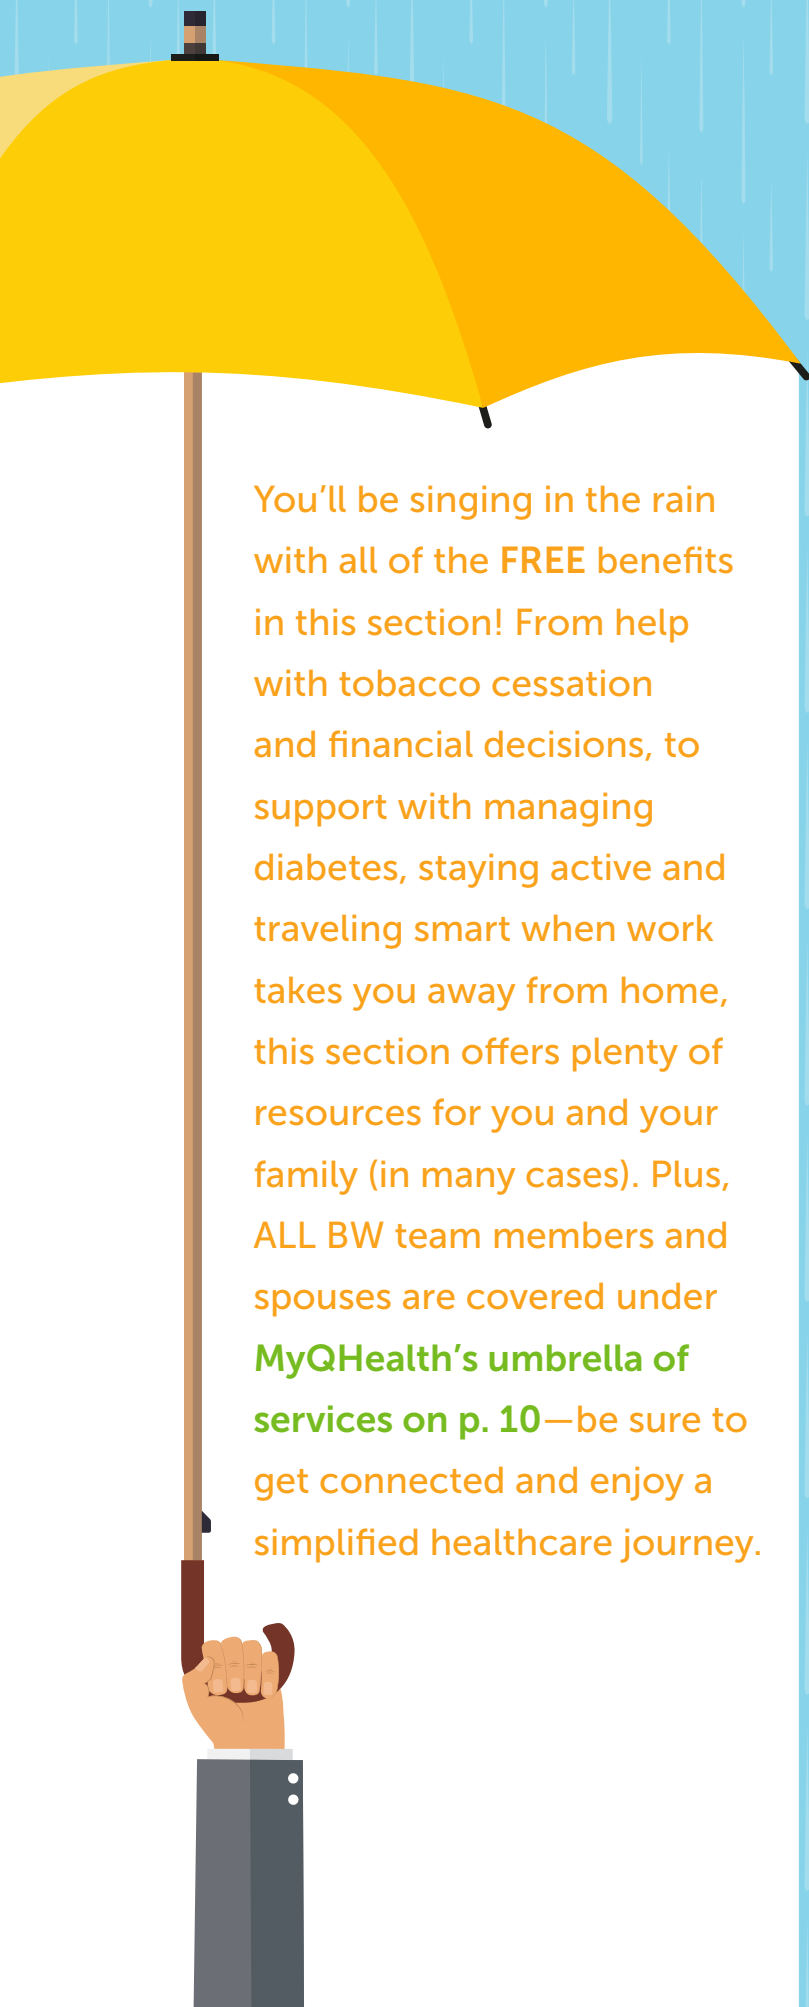 You’ll be singing in the rain
with all of the FREE benefits
in this section! From help
with tobacco cessation
and financial decisions, to
support with managing
diabetes, staying active and
traveling smart when work
takes you away from home,
this section offers plenty of
resources for you and your
family (in many cases). Plus,
ALL BW team members and
spouses are covered under
MyQHealth’s umbrella of
services on p. 10—be sure to
get connected and enjoy a
simplified healthcare journey.